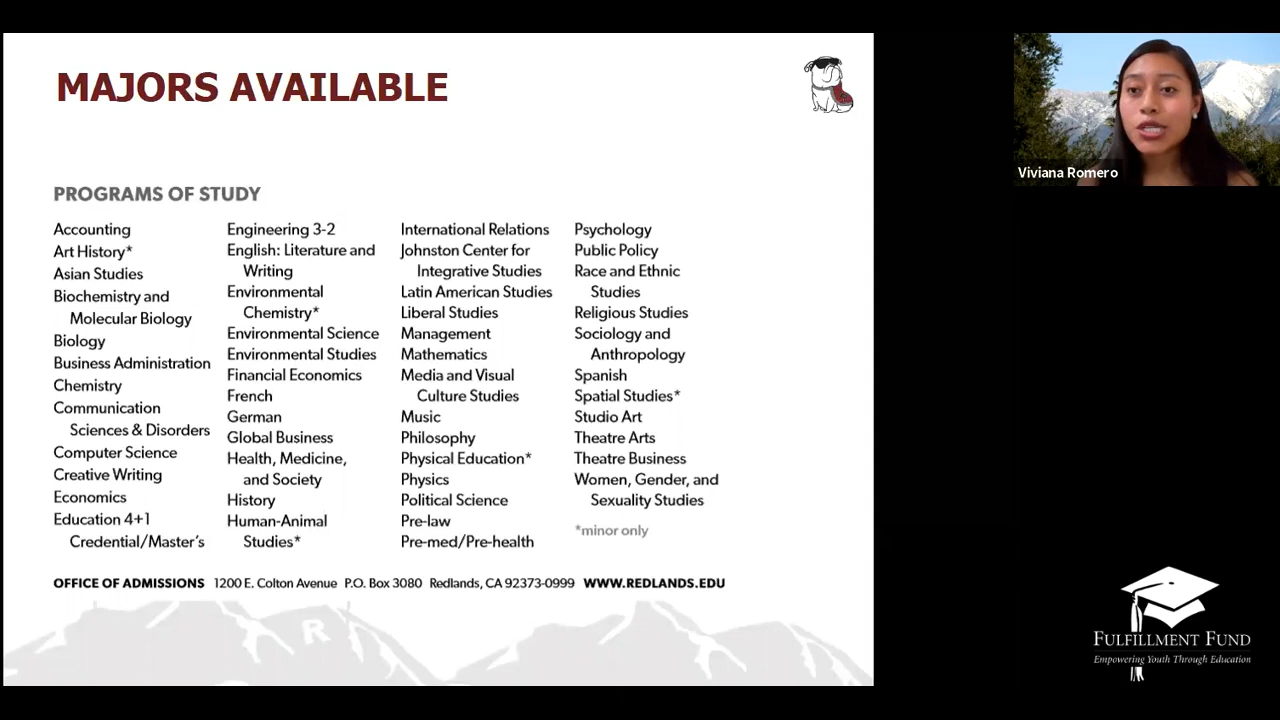 MAJORS AVAILABLE
PROGRAMS OF STUDY
Accounting
Art History*
Asian Studies
Biochemistry and
Molecular Biology
Biology
Business Administration
Chemistry
Communication
Sciences & Disorders
Computer Science
Creative Writing
Economics
Education 4+1
Credential/Master's
Engineering 3-2
English: Literature and
Writing
Environmental
Chemistry*
Environmental Science
Environmental Studies
Financial Economics
French
German
Global Business
Health, Medicine,
and Society
History
Human-Animal
Studies*
International Relations
Johnston Center for
Integrative Studies
Latin American Studies
Liberal Studies
Management
Mathematics
Media and Visual
Culture Studies
Music
Philosophy
Physical Education*
Physics
Political Science
Pre-law
Pre-med/Pre-health
Psychology
Public Policy
Race and Ethnic
Studies
Religious Studies
Sociology and
Anthropology
Spanish
Spatial Studies*
Studio Art
Theatre Arts
Theatre Business
Women, Gender, and
Sexuality Studies
*minor only
OFFICE OF ADMISSIONS 1200 E. Colton Avenue P.O. Box 3080 Redlands, CA 92373-0999 WWW.REDLANDS.EDU
R
Viviana Romero
FULFILLMENT FUND
Empowering Youth Through Education